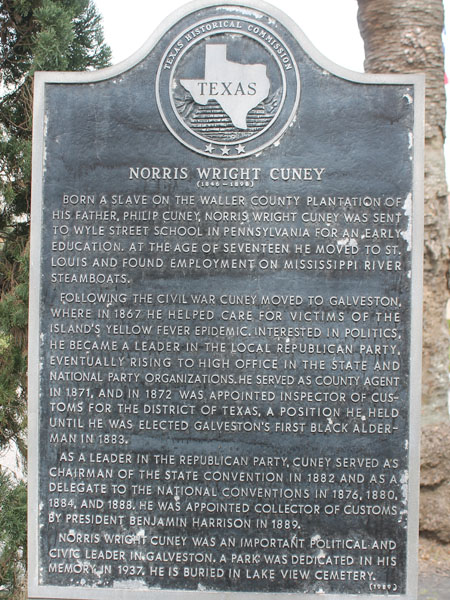 TEXAS HISTORICAL COMMISSION
TEXAS
NORRIS WRIGHT CUNEY
(1846–1898)
BORN A SLAVE ON THE WALLER COUNTY PLANTATION OF
HIS FATHER, PHILIP CUNEY, NORRIS WRIGHT CUNEY WAS SENT
TO WYLE STREET SCHOOL IN PENNSYLVANIA FOR AN EARLY
EDUCATION. AT THE AGE OF SEVENTEEN HE MOVED TO ST.
LOUIS AND FOUND EMPLOYMENT ON MISSISSIPPI RIVER
STEAMBOATS.
FOLLOWING THE CIVIL WAR CUNEY MOVED TO GALVESTON,
WHERE IN 1867 HE HELPED CARE FOR VICTIMS OF THE
ISLAND'S YELLOW FEVER EPIDEMIC. INTERESTED IN POLITICS,
HE BECAME A LEADER IN THE LOCAL REPUBLICAN PARTY,
EVENTUALLY RISING TO HIGH OFFICE IN THE STATE AND
NATIONAL PARTY ORGANIZATIONS. HE SERVED AS COUNTY AGENT
IN 1871, AND IN 1872 WAS APPOINTED INSPECTOR OF CUS-
TOMS FOR THE DISTRICT OF TEXAS, A POSITION HE HELD
UNTIL HE WAS ELECTED GALVESTON'S FIRST BLACK ALDER-
MAN IN 1883.
AS A LEADER IN THE REPUBLICAN PARTY, CUNEY SERVED AS
CHAIRMAN OF THE STATE CONVENTION IN 1882 AND AS A
DELEGATE TO THE NATIONAL CONVENTIONS IN 1876, 1880,
1884, AND 1888. HE WAS APPOINTED COLLECTOR OF CUSTOMS
BY PRESIDENT BENJAMIN HARRISON IN 1889.
NORRIS WRIGHT CUNEY WAS AN IMPORTANT POLITICAL AND
CIVIC LEADER IN GALVESTON. A PARK WAS DEDICATED IN HIS
MEMORY IN 1937. HE IS BURIED IN LAKE VIEW CEMETERY.
(1989)